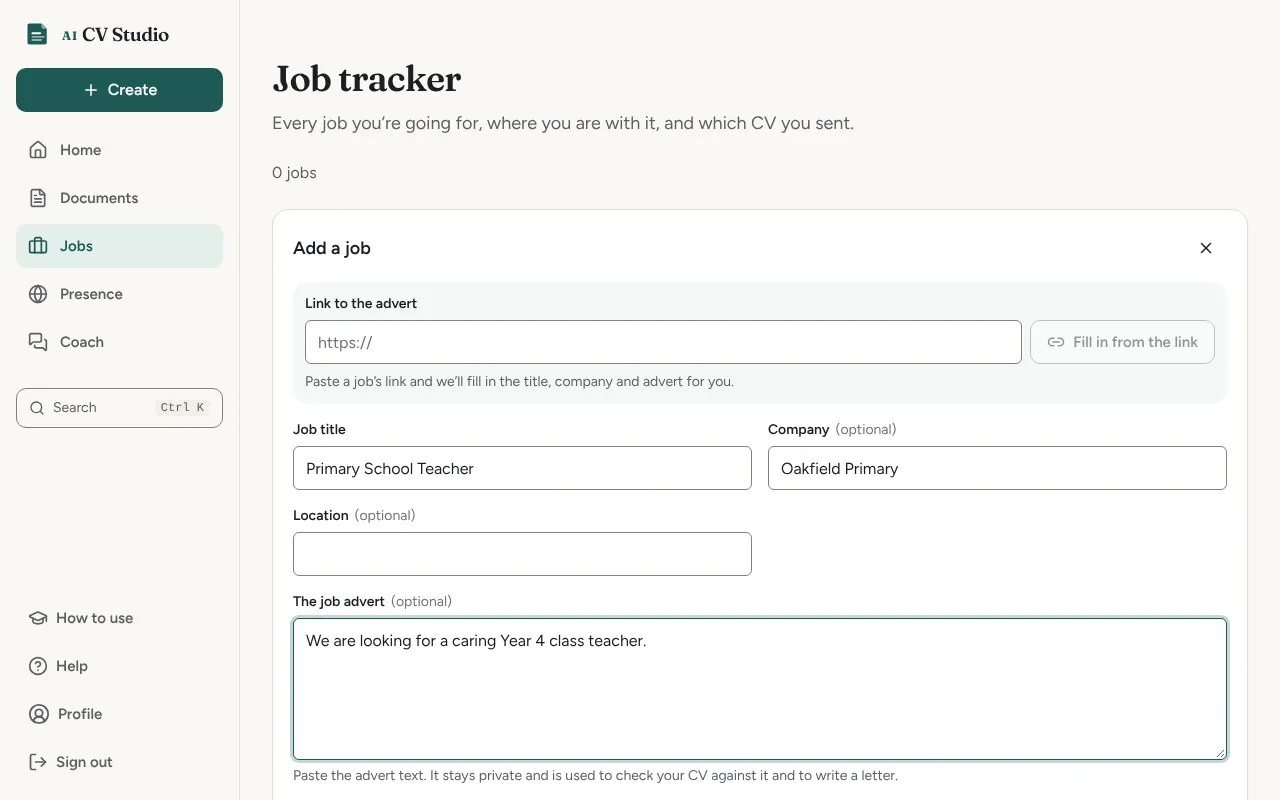 AI CV Studio
+ Create
Home
Documents
Jobs
Presence
Coach
Search Ctrl K
How to use
Help
Profile
Sign out
Job tracker
Every job you’re going for, where you are with it, and which CV you sent.
0 jobs
Add a job
Link to the advert
https://
Fill in from the link
Paste a job’s link and we’ll fill in the title, company and advert for you.
Job title
Primary School Teacher
Company (optional)
Oakfield Primary
Location (optional)
The job advert (optional)
We are looking for a caring Year 4 class teacher.
Paste the advert text. It stays private and is used to check your CV against it and to write a letter.